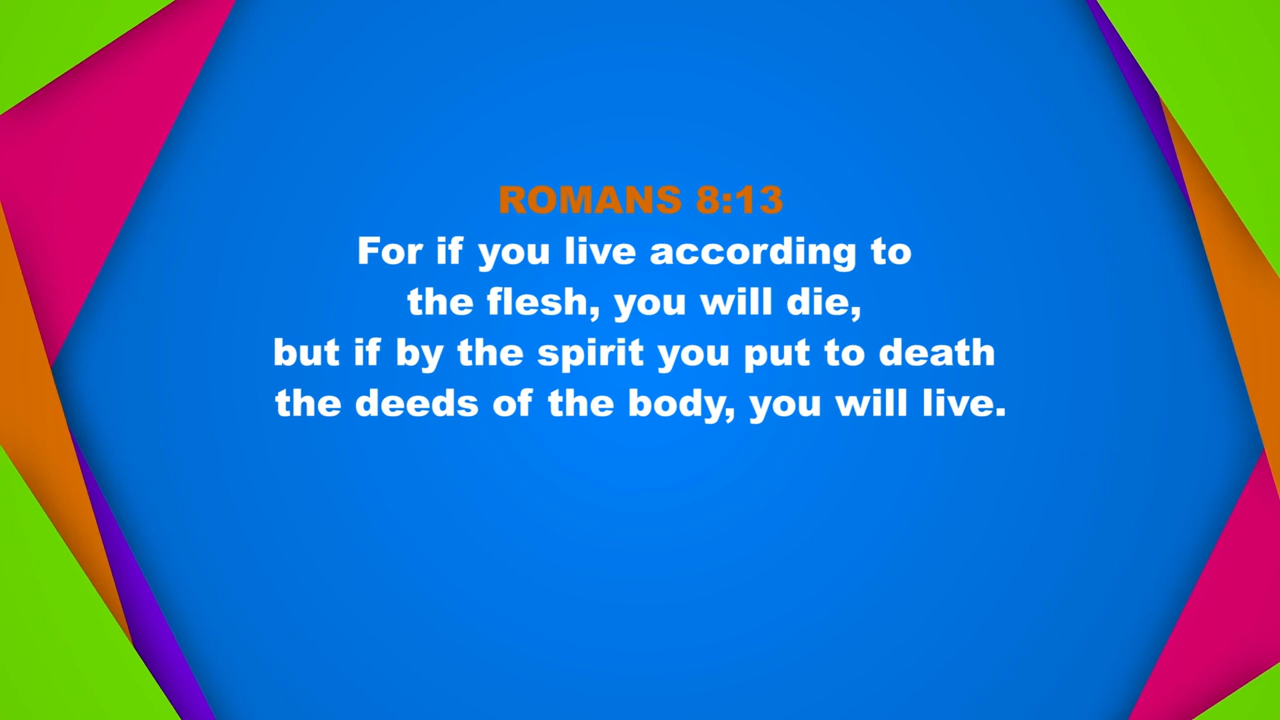 ROMANS 8:13
For if you live according to
the flesh, you will die,
but if by the spirit you put to death
the deeds of the body, you will live.